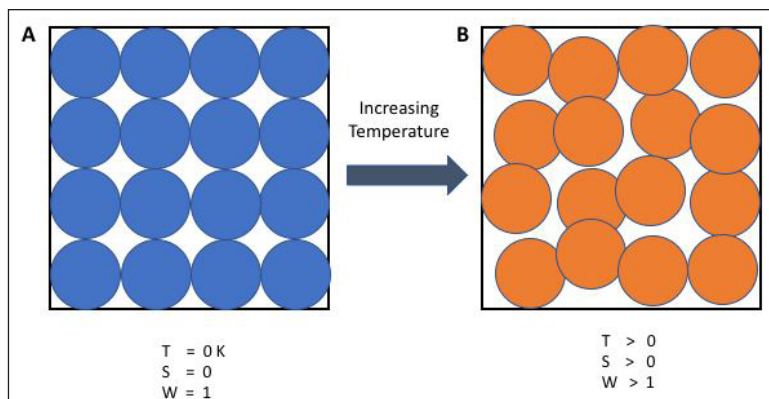 A
B
Increasing
Temperature
T = 0 K
S = 0
W = 1
T > 0
S > 0
W > 1